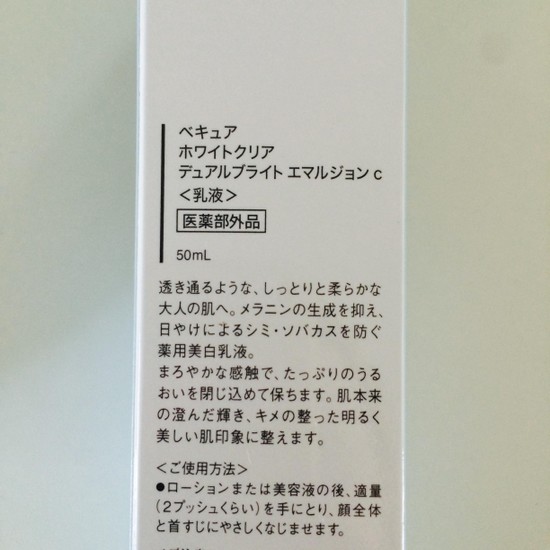 ベキュア
ホワイトクリア
デュアルブライト エマルジョン c
＜乳液＞
医薬部外品
50mL
透き通るような、しっとりと柔らかな
大人の肌へ。メラニンの生成を抑え、
日やけによるシミ・ソバカスを防ぐ
薬用美白乳液。
まろやかな感触で、たっぷりのうる
おいを閉じ込めて保ちます。肌本来
の澄んだ輝き、キメの整った明るく
美しい肌印象に整えます。
＜ご使用方法＞
●ローションまたは美容液の後、適量
（2プッシュくらい）を手にとり、顔全体
と首すじにやさしくなじませます。